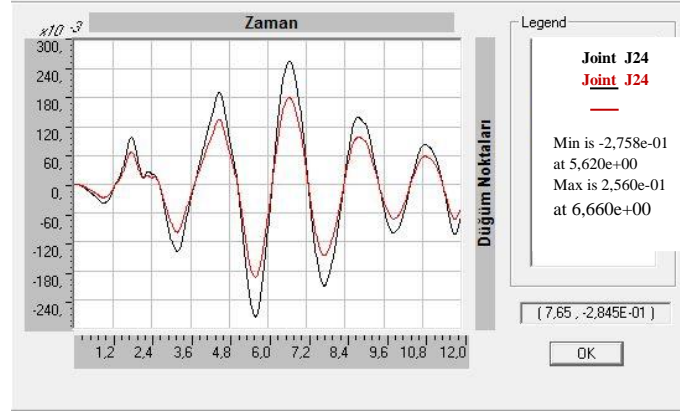 Zaman
x10 -3
300,
240,
180,
120,
60,
0,
-60,
-120,
-180,
-240,
1,2 2,4 3,6 4,8 6,0 7,2 8,4 9,6 10,8 12,0
Düğüm Noktaları
Legend
Joint J24
Joint J24
Min is -2,758e-01
at 5,620e+00
Max is 2,560e-01
at 6,660e+00
( 7,65 , -2,845E-01 )
OK